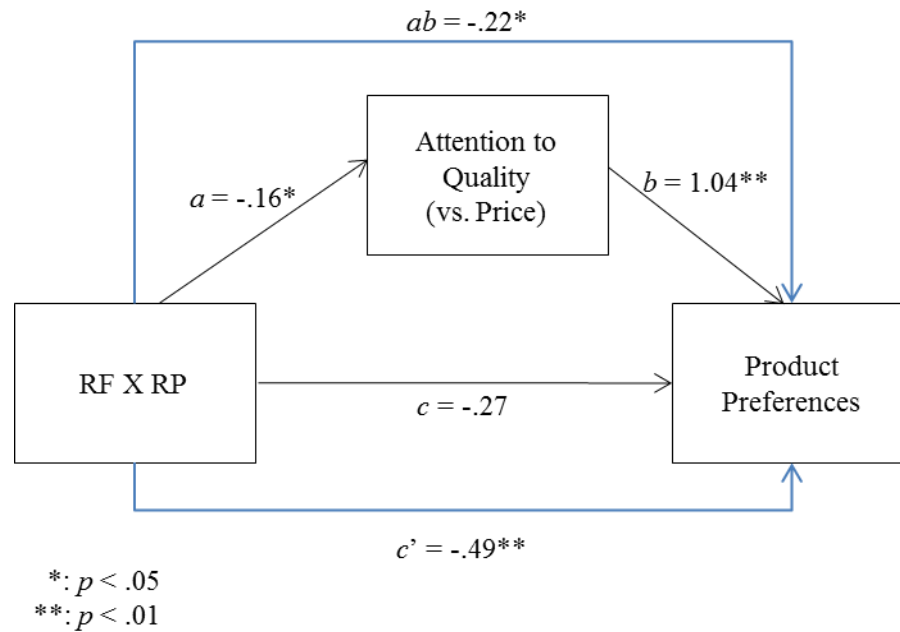 ab = -.22*
Attention to
Quality
(vs. Price)
a = -.16*
b = 1.04**
RF X RP
Product
Preferences
c = -.27
c’ = -.49**
*: p < .05
**: p < .01